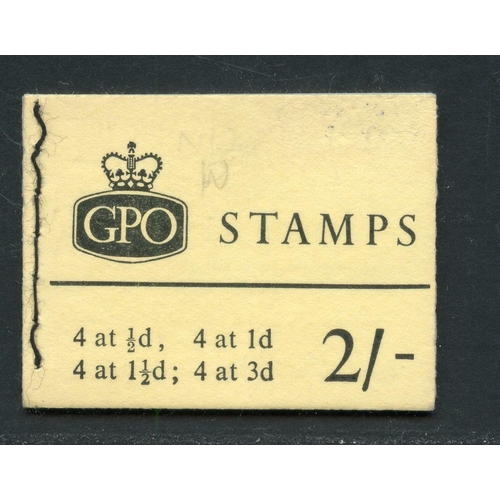 GPO
STAMPS
4 at ½d, 4 at 1d
4 at 1½d; 4 at 3d
2/-